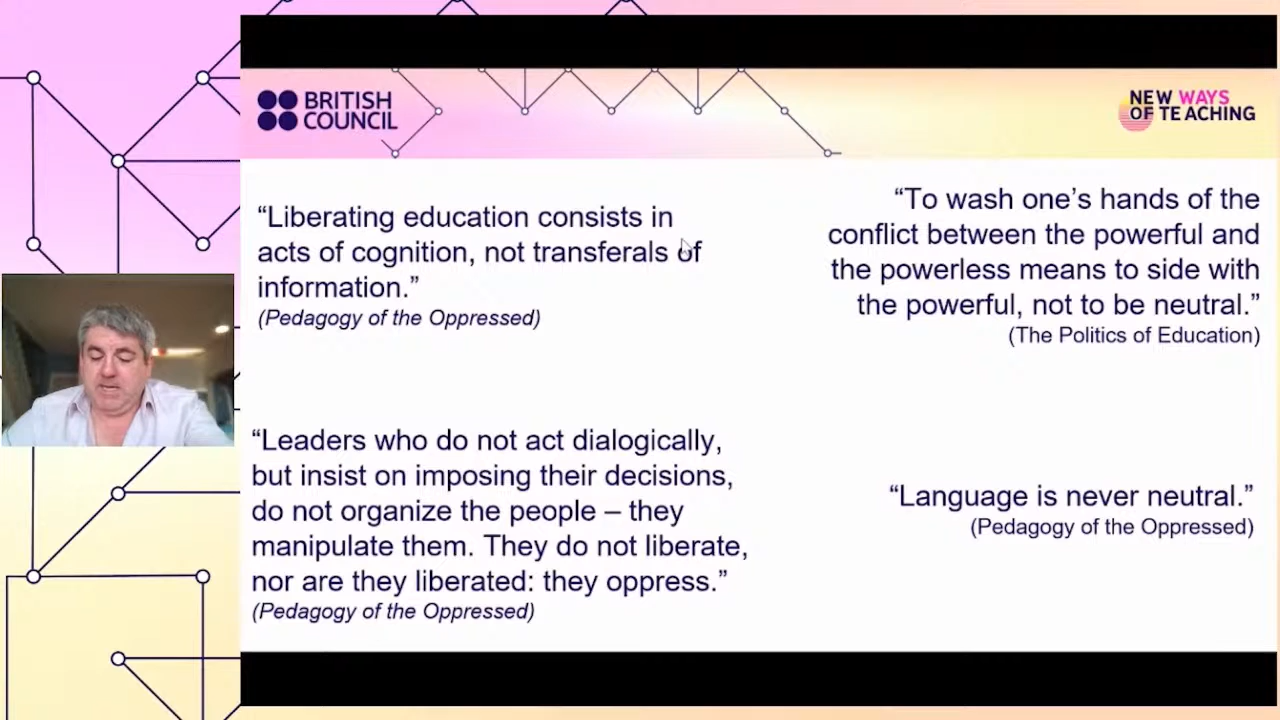 BRITISH
COUNCIL
NEW WAYS
OF TEACHING
“Liberating education consists in
acts of cognition, not transferals of
information.”
(Pedagogy of the Oppressed)
“To wash one’s hands of the
conflict between the powerful and
the powerless means to side with
the powerful, not to be neutral.”
(The Politics of Education)
“Leaders who do not act dialogically,
but insist on imposing their decisions,
do not organize the people – they
manipulate them. They do not liberate,
nor are they liberated: they oppress.”
(Pedagogy of the Oppressed)
“Language is never neutral.”
(Pedagogy of the Oppressed)